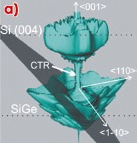 a)
<001>
Si (004)
CTR
<110>
SiGe
<1-10>